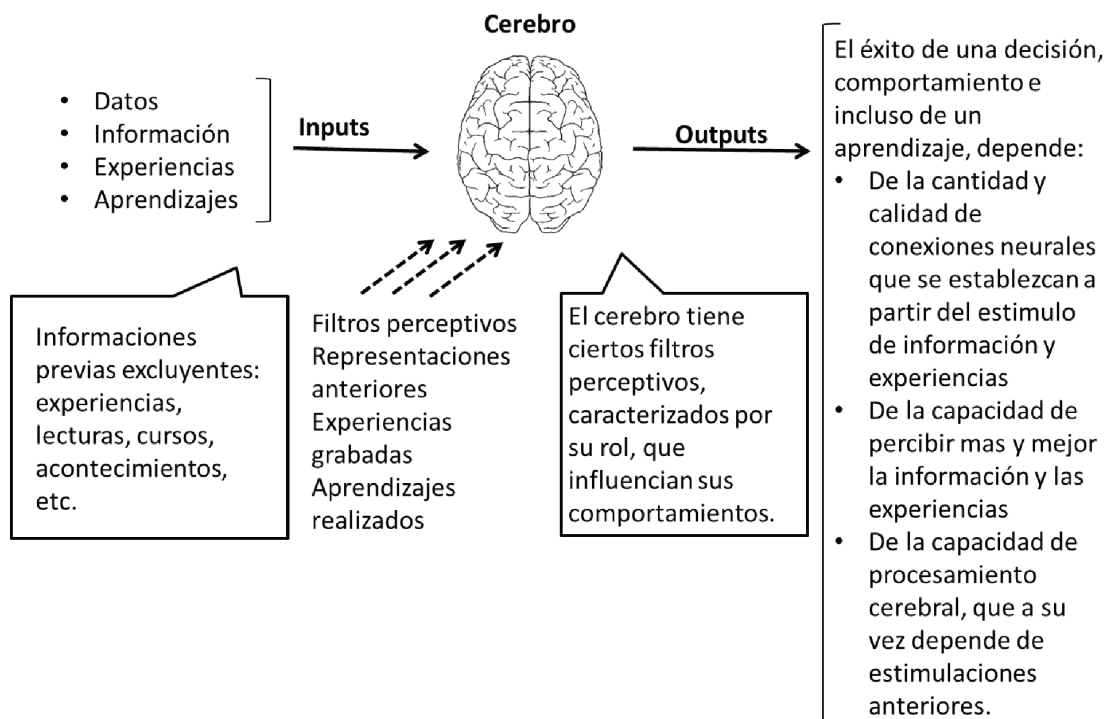 Cerebro
• Datos
• Información
• Experiencias
• Aprendizajes
Inputs
Outputs
Informaciones
previas excluyentes:
experiencias,
lecturas, cursos,
acontecimientos,
etc.
Filtros perceptivos
Representaciones
anteriores
Experiencias
grabadas
Aprendizajes
realizados
El cerebro tiene
ciertos filtros
perceptivos,
caracterizados por
su rol, que
influencian sus
comportamientos.
El éxito de una decisión,
comportamiento e
incluso de un
aprendizaje, depende:
• De la cantidad y
calidad de
conexiones neurales
que se establezcan a
partir del estimulo
de información y
experiencias
• De la capacidad de
percibir mas y mejor
la información y las
experiencias
• De la capacidad de
procesamiento
cerebral, que a su
vez depende de
estimulaciones
anteriores.